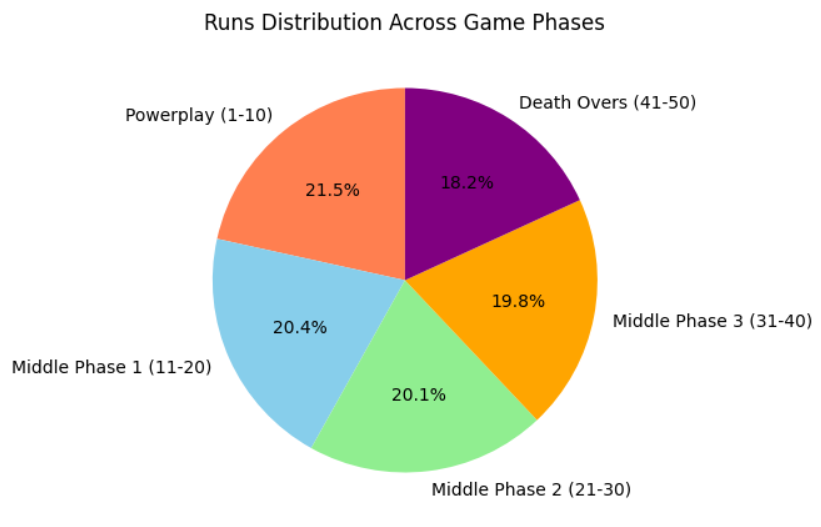 Runs Distribution Across Game Phases
Death Overs (41-50)
Powerplay (1-10)
18.2%
21.5%
19.8%
Middle Phase 3 (31-40)
20.4%
Middle Phase 1 (11-20)
20.1%
Middle Phase 2 (21-30)